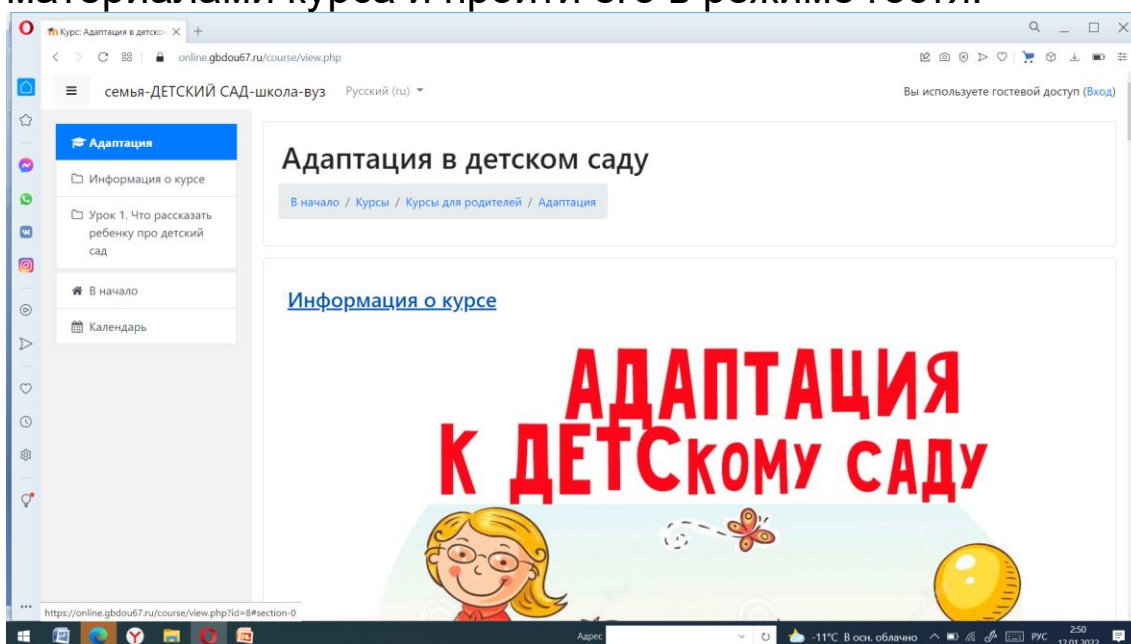 материалами курса и пройти его в режиме гостя.
Курс: Адаптация в детско
online.gbdou67.ru/course/view.php
семья-ДЕТСКИЙ САД-школа-вуз Русский (ru)
Вы используете гостевой доступ (Вход)
Адаптация
Информация о курсе
Урок 1. Что рассказать
ребенку про детский
сад
В начало
Календарь
Адаптация в детском саду
В начало / Курсы / Курсы для родителей / Адаптация
Информация о курсе
АДАПТАЦИЯ
К ДЕТСКОМУ САДУ
https://online.gbdou67.ru/course/view.php?id=8#section-0
Адрес
-11°C В осн. облачно
РУС
2:50
12.01.2022